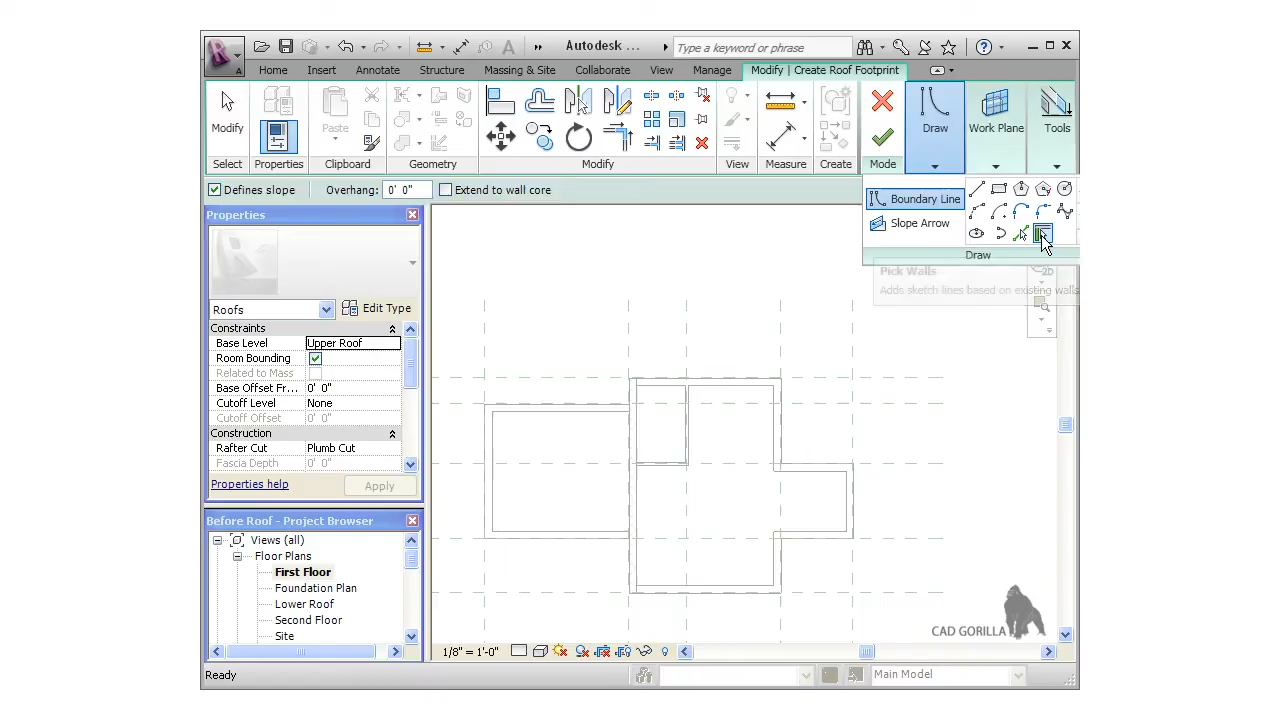 Autodesk ...
Type a keyword or phrase
Home Insert Annotate Structure Massing & Site Collaborate View Manage Modify | Create Roof Footprint
Modify Paste Draw Work Plane Tools
Select Properties Clipboard Geometry Modify View Measure Create Mode
Defines slope Overhang: 0' 0" Extend to wall core
Boundary Line
Slope Arrow
Draw
Pick Walls
Adds sketch lines based on existing walls
2D
Properties
Roofs Edit Type
Constraints
Base Level Upper Roof
Room Bounding
Related to Mass
Base Offset Fr... 0' 0"
Cutoff Level None
Cutoff Offset 0' 0"
Construction
Rafter Cut Plumb Cut
Fascia Depth 0' 0"
Properties help Apply
Before Roof - Project Browser
Views (all)
Floor Plans
First Floor
Foundation Plan
Lower Roof
Second Floor
Site
CAD GORILLA
1/8" = 1'-0"
Ready Main Model